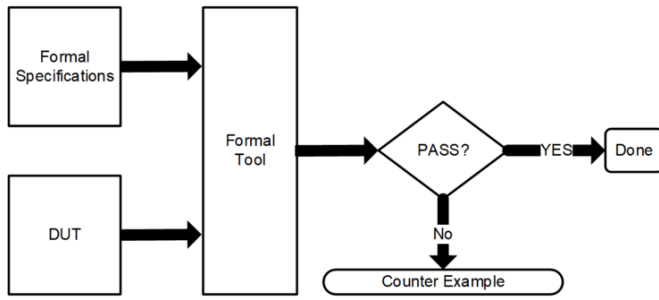 Formal
Specifications
DUT
Formal
Tool
PASS?
YES
Done
No
Counter Example